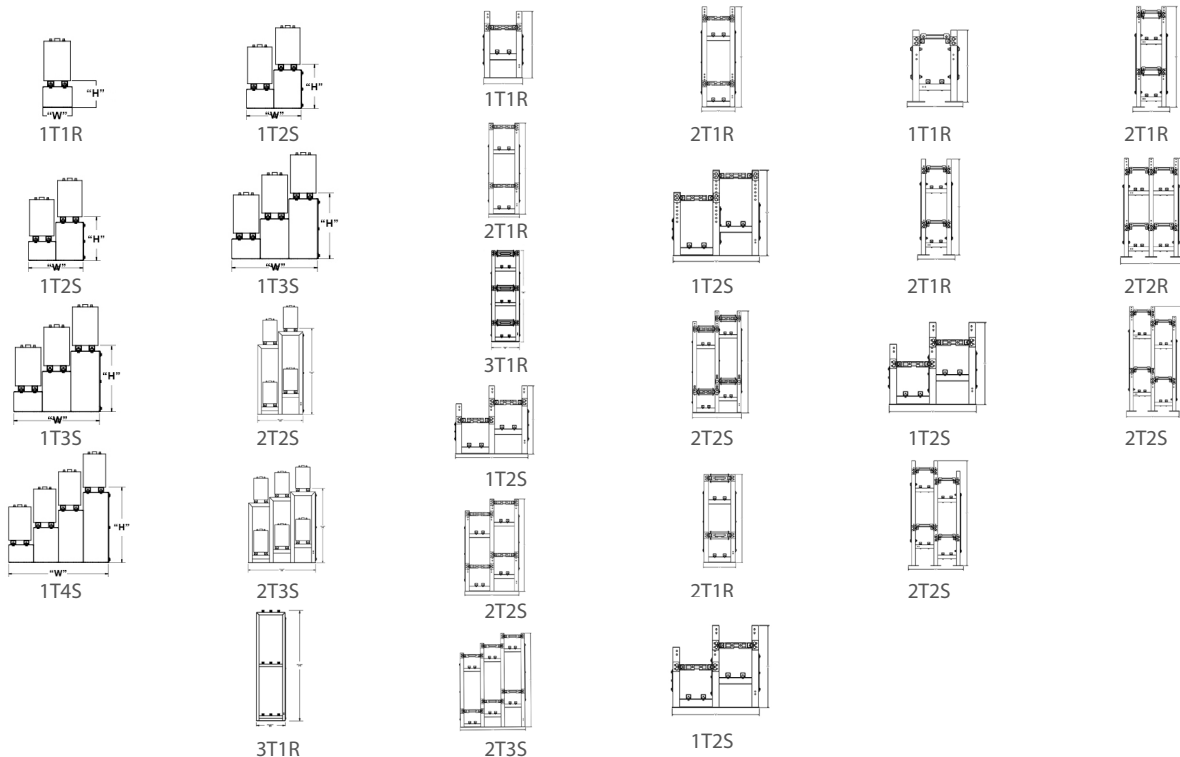 “H”
“W”
1T1R
“H”
“W”
1T2S
“H”
“W”
1T3S
“H”
“W”
1T4S
“H”
“W”
1T2S
“H”
“W”
1T3S
2T2S
2T3S
3T1R
1T1R
2T1R
3T1R
1T2S
2T2S
2T3S
2T1R
1T2S
2T2S
2T1R
1T2S
1T1R
2T1R
1T2S
2T2S
2T1R
2T2R
2T2S